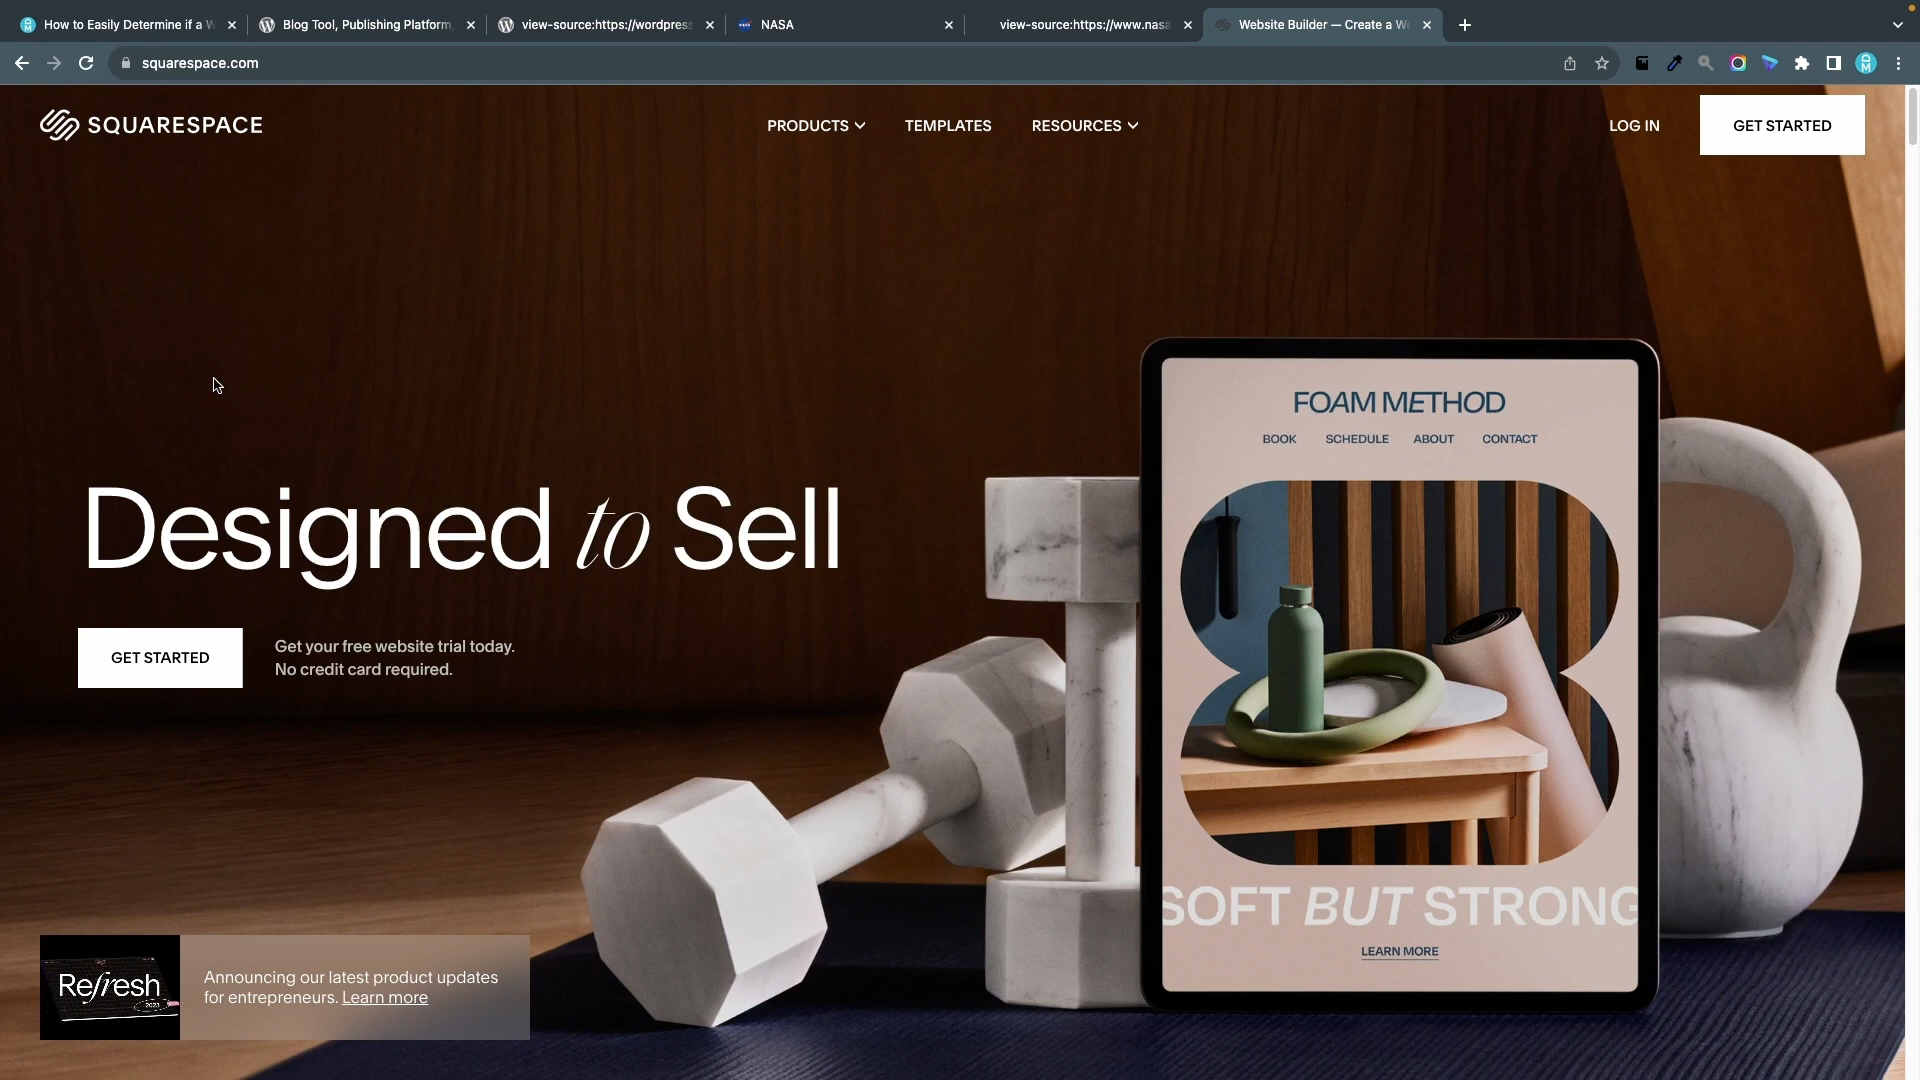 How to Easily Determine if a W
Blog Tool, Publishing Platform,
view-source:https://wordpress
NASA
view-source:https://www.nasa
Website Builder — Create a We
squarespace.com
SQUARESPACE
PRODUCTS
TEMPLATES
RESOURCES
LOG IN
GET STARTED
FOAM METHOD
BOOK SCHEDULE ABOUT CONTACT
Designed to Sell
GET STARTED
Get your free website trial today.
No credit card required.
SOFT BUT STRONG
LEARN MORE
Refresh
2023
Announcing our latest product updates
for entrepreneurs. Learn more